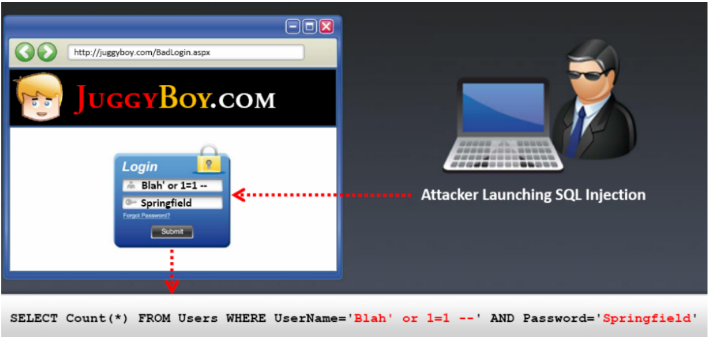 http://juggyboy.com/BadLogin.aspx
JUGGYBOY.COM
Login
Blah' or 1=1 --
Springfield
Forgot Password?
Submit
Attacker Launching SQL Injection
SELECT Count(*) FROM Users WHERE UserName='Blah' or 1=1 --' AND Password='Springfield'